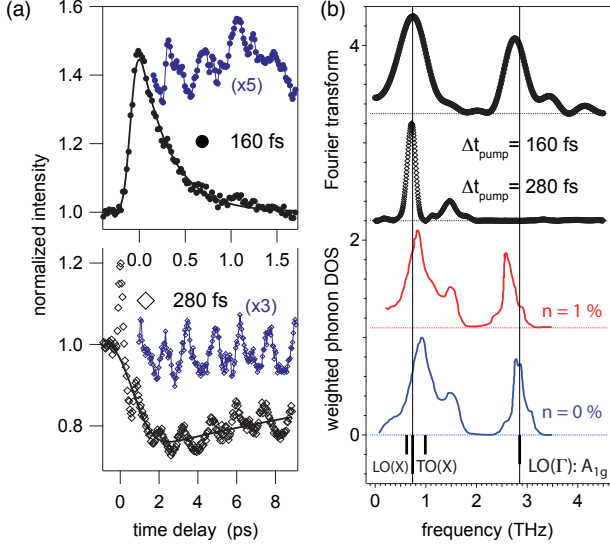 (a)
1.6
1.4
1.2
1.0
(x5)
160 fs
0.0 0.5 1.0 1.5
normalized intensity
1.2
1.0
0.8
280 fs
(x3)
0 2 4 6 8
time delay (ps)
(b)
Fourier transform
4
Δt_pump = 160 fs
Δt_pump = 280 fs
weighted phonon DOS
2
0
n = 1 %
n = 0 %
LO(X) TO(X) LO(Γ): A_1g
0 1 2 3 4
frequency (THz)